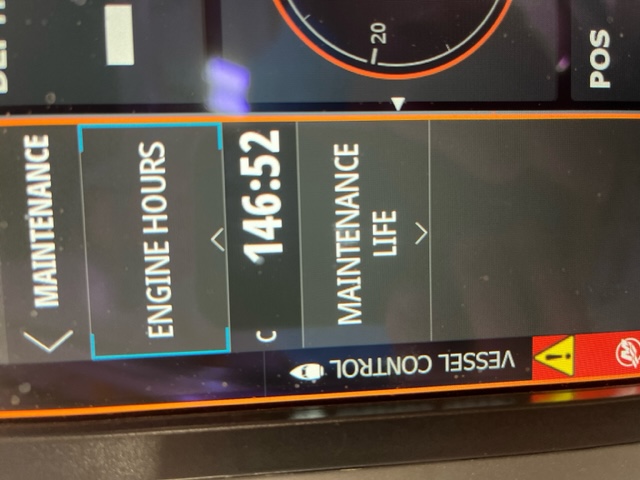 20
POS
MAINTENANCE
ENGINE HOURS
C 146:52
MAINTENANCE
LIFE
VESSEL CONTROL